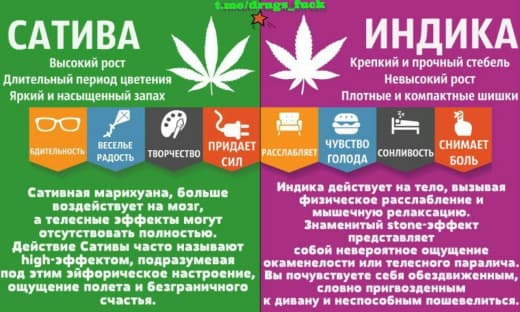 t.me/drugs_fuck
САТИВА
Высокий рост
Длительный период цветения
Яркий и насыщенный запах
БДИТЕЛЬНОСТЬ
ВЕСЕЛЬЕ
РАДОСТЬ
ТВОРЧЕСТВО
ПРИДАЕТ
СИЛ
Сативная марихуана, больше
воздействует на мозг,
а телесные эффекты могут
отсутствовать полностью.
Действие Сативы часто называют
high-эффектом, подразумевая
под этим эйфорическое настроение,
ощущение полета и безграничного
счастья.
ИНДИКА
Крепкий и прочный стебель
Невысокий рост
Плотные и компактные шишки
РАССЛАБЛЯЕТ
ЧУВСТВО
ГОЛОДА
СОНЛИВОСТЬ
СНИМАЕТ
БОЛЬ
Индика действует на тело, вызывая
физическое расслабление и
мышечную релаксацию.
Знаменитый stone-эффект
представляет
собой невероятное ощущение
окаменелости или телесного паралича.
Вы почувствуете себя обездвиженным,
словно пригвозденным
к дивану и неспособным пошевелиться.